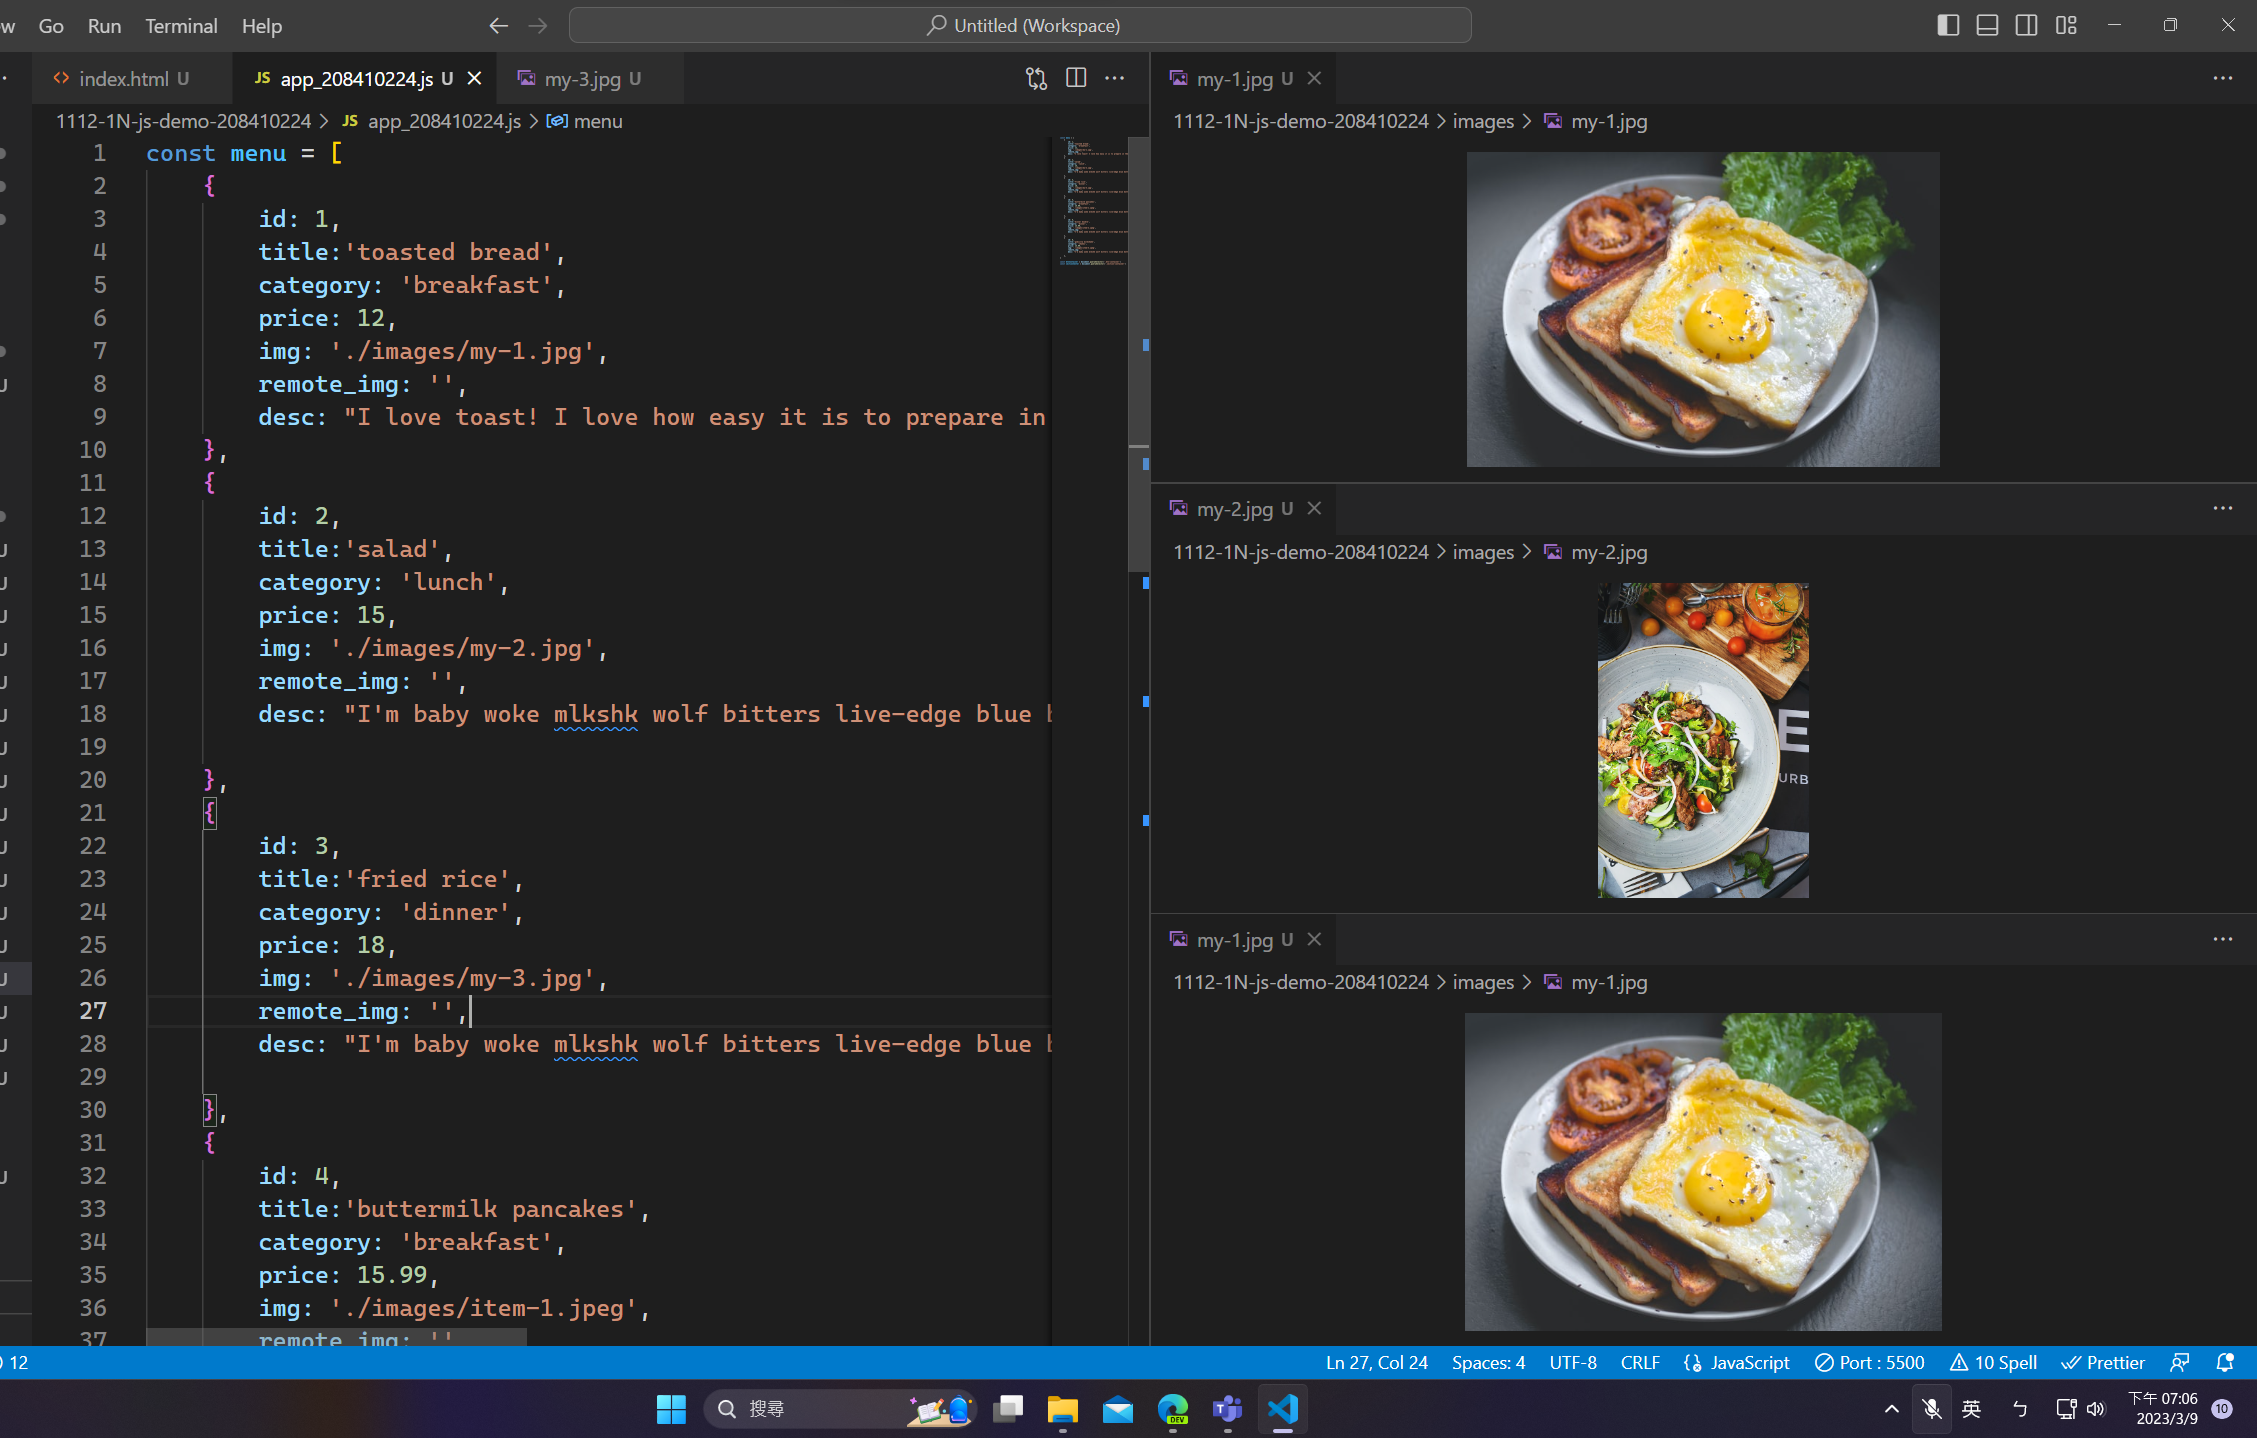 Go Run Terminal Help
Untitled (Workspace)
index.html U
JS app_208410224.js U
my-3.jpg U
1112-1N-js-demo-208410224 > JS app_208410224.js > menu
1 const menu = [
2 {
3 id: 1,
4 title:'toasted bread',
5 category: 'breakfast',
6 price: 12,
7 img: './images/my-1.jpg',
8 remote_img: '',
9 desc: "I love toast! I love how easy it is to prepare in
10 },
11 {
12 id: 2,
13 title:'salad',
14 category: 'lunch',
15 price: 15,
16 img: './images/my-2.jpg',
17 remote_img: '',
18 desc: "I'm baby woke mlkshk wolf bitters live-edge blue
19
20 },
21 {
22 id: 3,
23 title:'fried rice',
24 category: 'dinner',
25 price: 18,
26 img: './images/my-3.jpg',
27 remote_img: '',
28 desc: "I'm baby woke mlkshk wolf bitters live-edge blue
29
30 },
31 {
32 id: 4,
33 title:'buttermilk pancakes',
34 category: 'breakfast',
35 price: 15.99,
36 img: './images/item-1.jpeg',
37 remote_img: ''
my-1.jpg U
1112-1N-js-demo-208410224 > images > my-1.jpg
my-2.jpg U
1112-1N-js-demo-208410224 > images > my-2.jpg
E
URB
my-1.jpg U
1112-1N-js-demo-208410224 > images > my-1.jpg
12
Ln 27, Col 24 Spaces: 4 UTF-8 CRLF JavaScript Port : 5500 10 Spell Prettier
搜尋
DEV
英 ㄅ
下午 07:06
2023/3/9
10